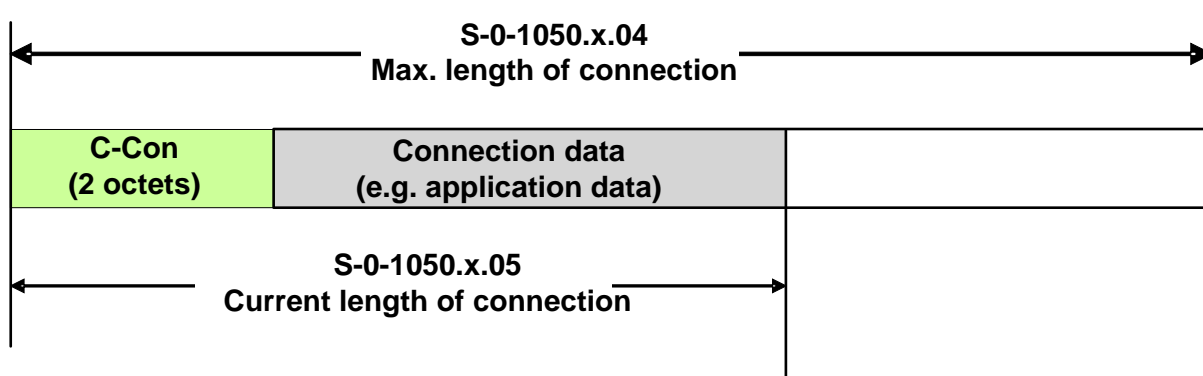 S-0-1050.x.04
Max. length of connection
C-Con
(2 octets)
Connection data
(e.g. application data)
S-0-1050.x.05
Current length of connection